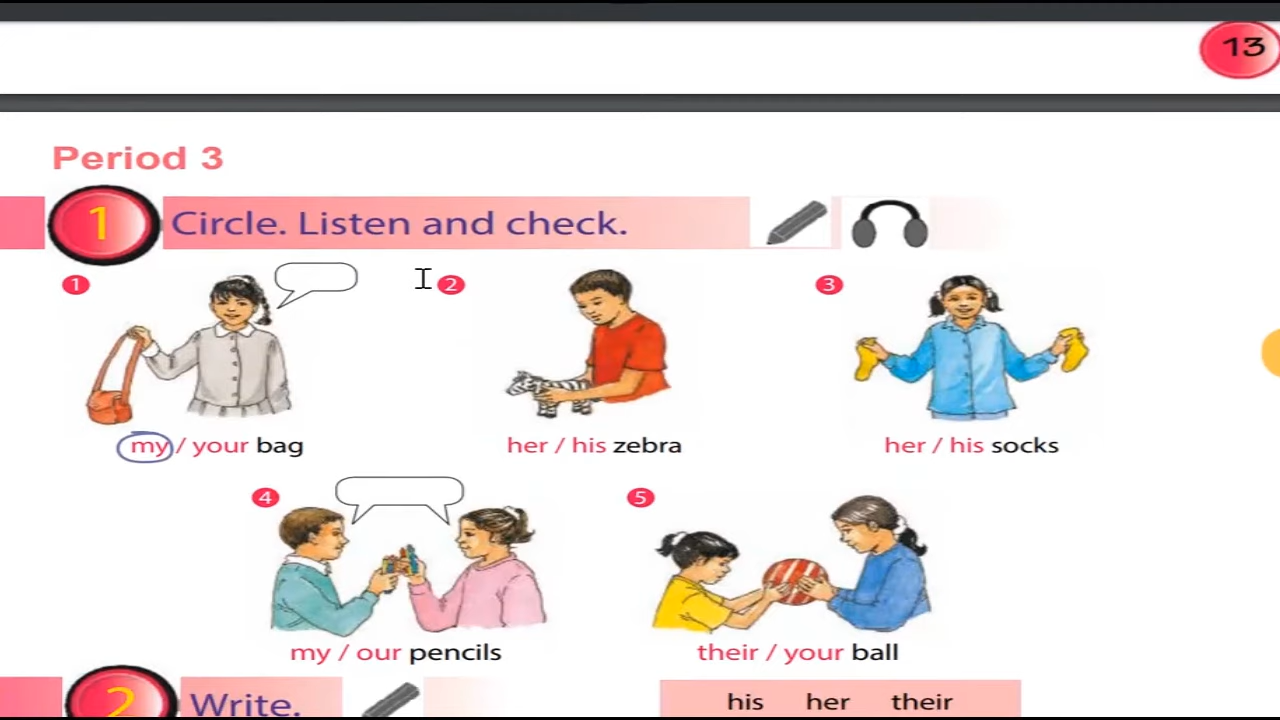 13
Period 3
1 Circle. Listen and check.
1 2 3
my / your bag her / his zebra her / his socks
4 5
my / our pencils their / your ball
2 Write. his her their